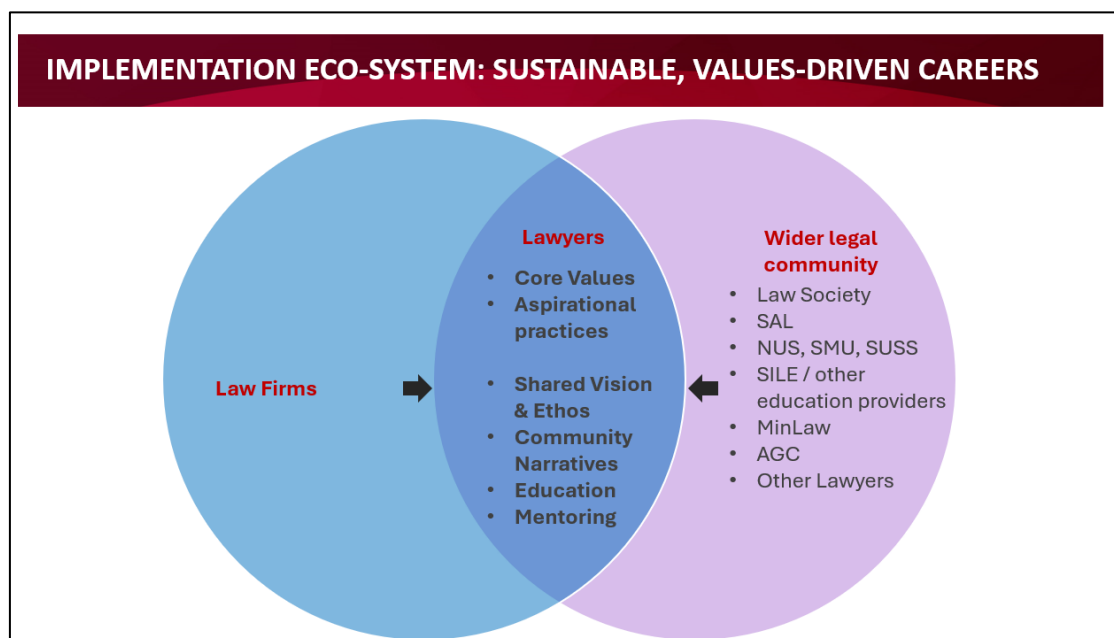 IMPLEMENTATION ECO-SYSTEM: SUSTAINABLE, VALUES-DRIVEN CAREERS
Law Firms
Lawyers
• Core Values
• Aspirational
practices
• Shared Vision
& Ethos
• Community
Narratives
• Education
• Mentoring
Wider legal
community
• Law Society
• SAL
• NUS, SMU, SUSS
• SILE / other
education providers
• MinLaw
• AGC
• Other Lawyers